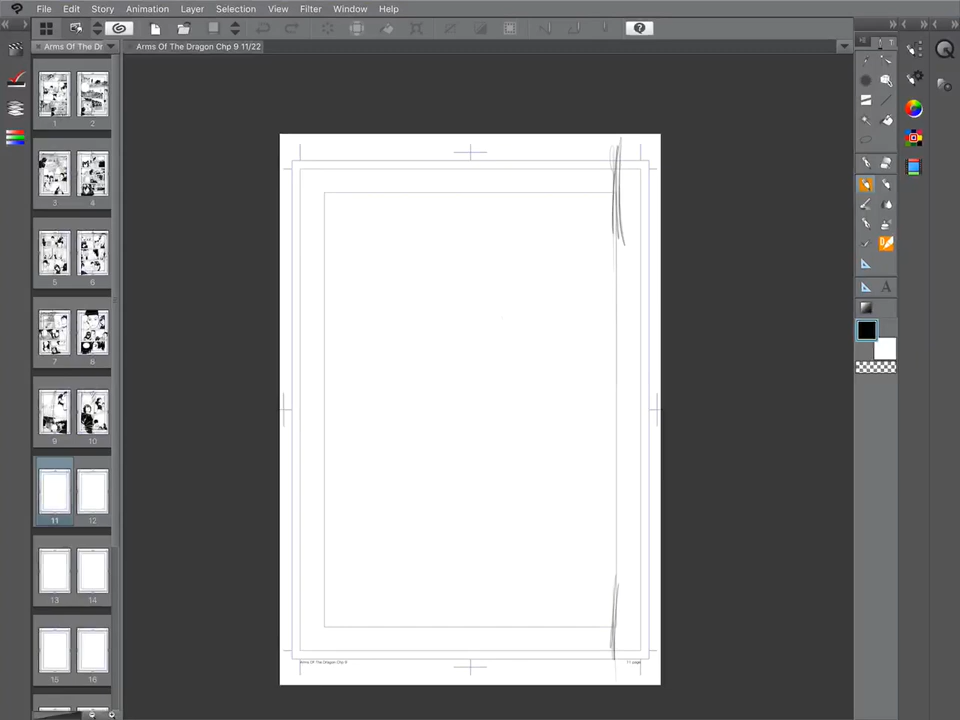 File Edit Story Animation Layer Selection View Filter Window Help
Arms Of The Dr
Arms Of The Dragon Chp 9 11/22
1 2
3 4
5 6
7 8
9 10
11 12
13 14
15 16
Arms Of The Dragon Chp 9
11 page
T
A
?